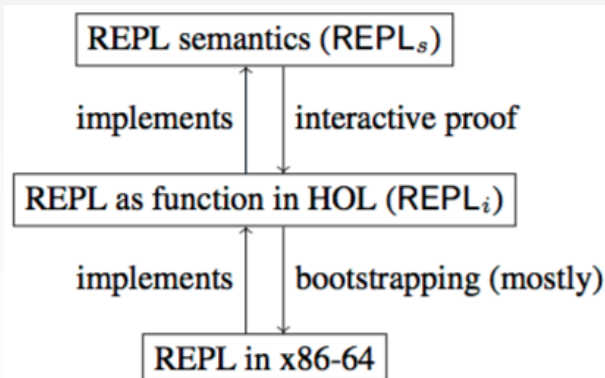 REPL semantics (REPLₛ)
implements interactive proof
REPL as function in HOL (REPLᵢ)
implements bootstrapping (mostly)
REPL in x86-64